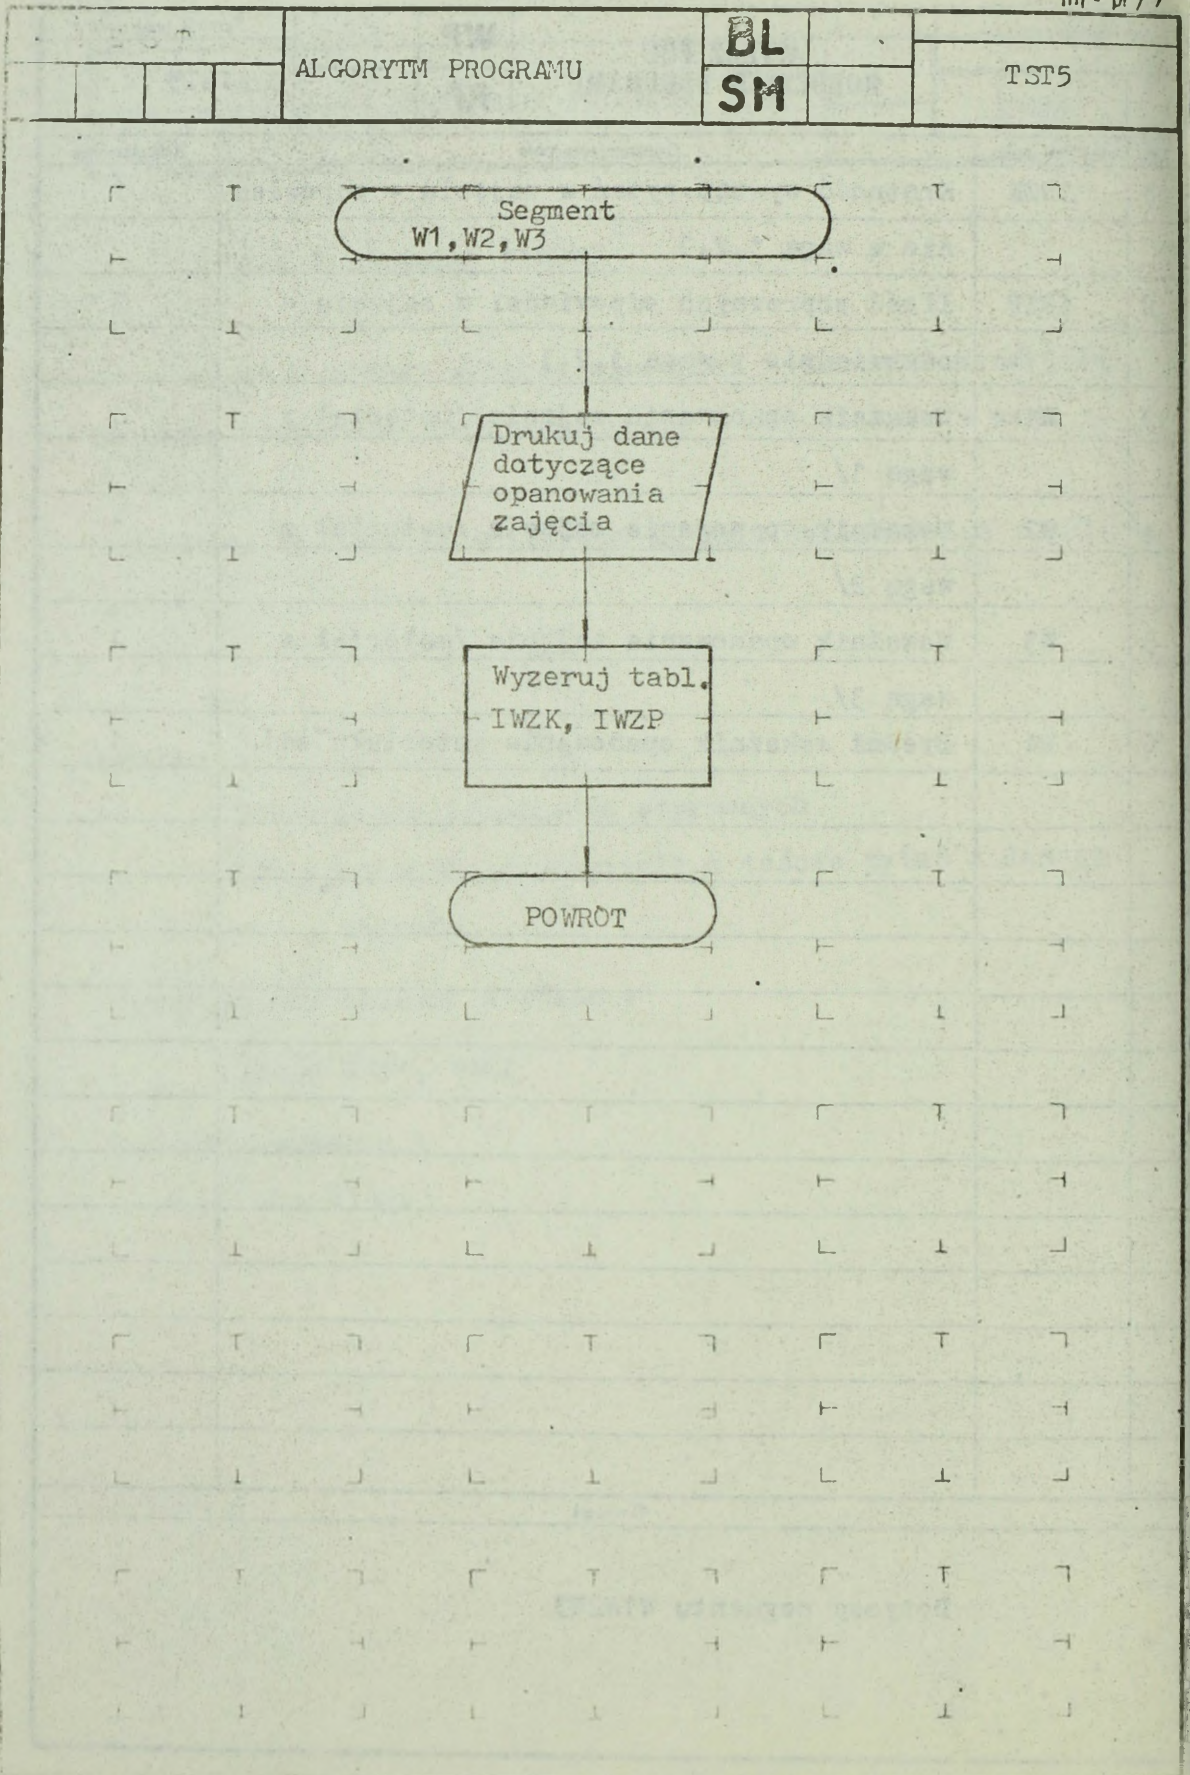 BL
ALGORYTM PROGRAMU
TST5
SM
Segment
W1,W2,W3
Drukuj dane
dotyczące
opanowania
zajęcia
Wyzeruj tabl.
IWZK, IWZP
POWRÓT